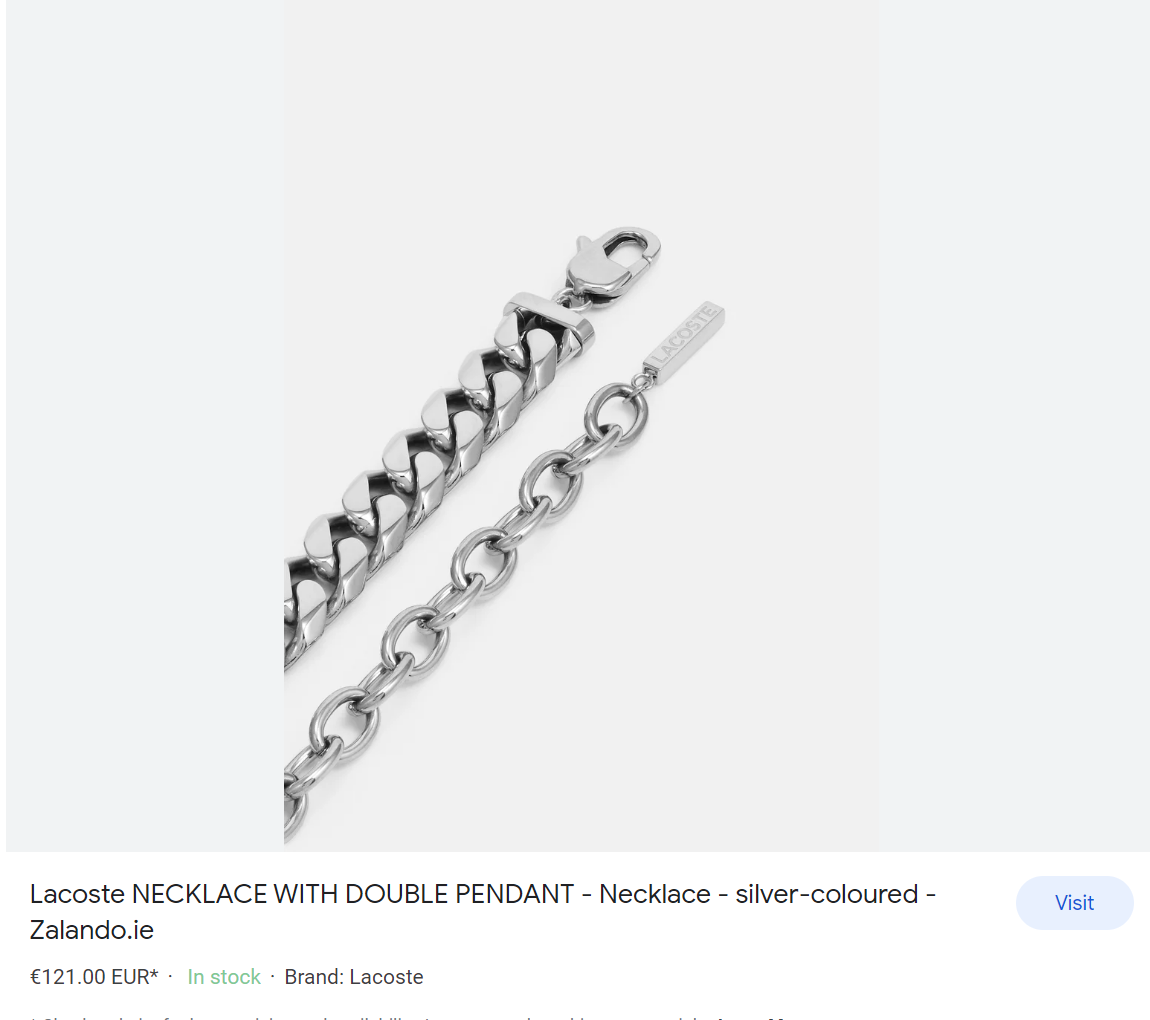 LACOSTE
Lacoste NECKLACE WITH DOUBLE PENDANT - Necklace - silver-coloured -
Zalando.ie
Visit
€121.00 EUR* · In stock · Brand: Lacoste